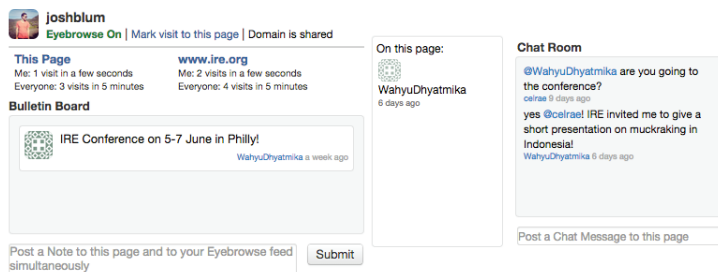 joshblum
Eyebrowse On | Mark visit to this page | Domain is shared
This Page
Me: 1 visit in a few seconds
Everyone: 3 visits in 5 minutes
www.ire.org
Me: 2 visits in a few seconds
Everyone: 4 visits in 5 minutes
Bulletin Board
IRE Conference on 5-7 June in Philly!
WahyuDhyatmika a week ago
Post a Note to this page and to your Eyebrowse feed
simultaneously
Submit
On this page:
WahyuDhyatmika
6 days ago
Chat Room
@WahyuDhyatmika are you going to
the conference?
celrae 9 days ago
yes @celrae! IRE invited me to give a
short presentation on muckraking in
Indonesia!
WahyuDhyatmika 6 days ago
Post a Chat Message to this page